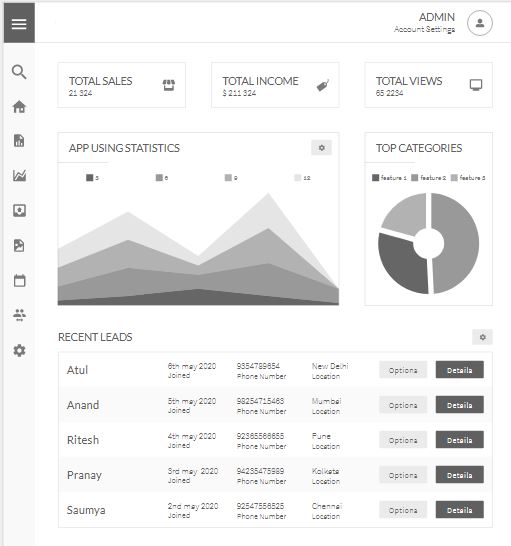 ADMIN
Account Settings
TOTAL SALES
21 324
TOTAL INCOME
$ 211 324
TOTAL VIEWS
65 2234
APP USING STATISTICS
3 6 9 12
TOP CATEGORIES
feature 1 feature 2 feature 3
RECENT LEADS
Atul 6th may 2020 9354789654 New Delhi Options Details
Joined Phone Number Location
Anand 5th may 2020 98254715463 Mumbai Options Details
Joined Phone Number Location
Ritesh 4th may 2020 92365566655 Pune Options Details
Joined Phone Number Location
Pranay 3rd may 2020 94235475989 Kolkata Options Details
Joined Phone Number Location
Saumya 2nd may 2020 92547556525 Chennai Options Details
Joined Phone Number Location